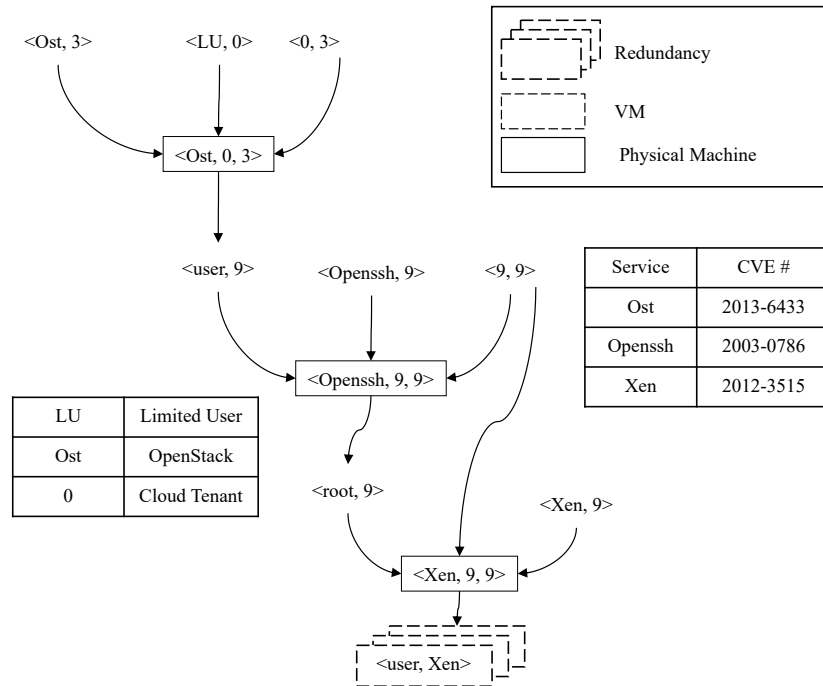 <Ost, 3>
<LU, 0>
<0, 3>
Redundancy
VM
Physical Machine
<Ost, 0, 3>
<user, 9>
<Openssh, 9>
<9, 9>
Service CVE #
Ost 2013-6433
Openssh 2003-0786
Xen 2012-3515
<Openssh, 9, 9>
LU Limited User
Ost OpenStack
0 Cloud Tenant
<root, 9>
<Xen, 9>
<Xen, 9, 9>
<user, Xen>